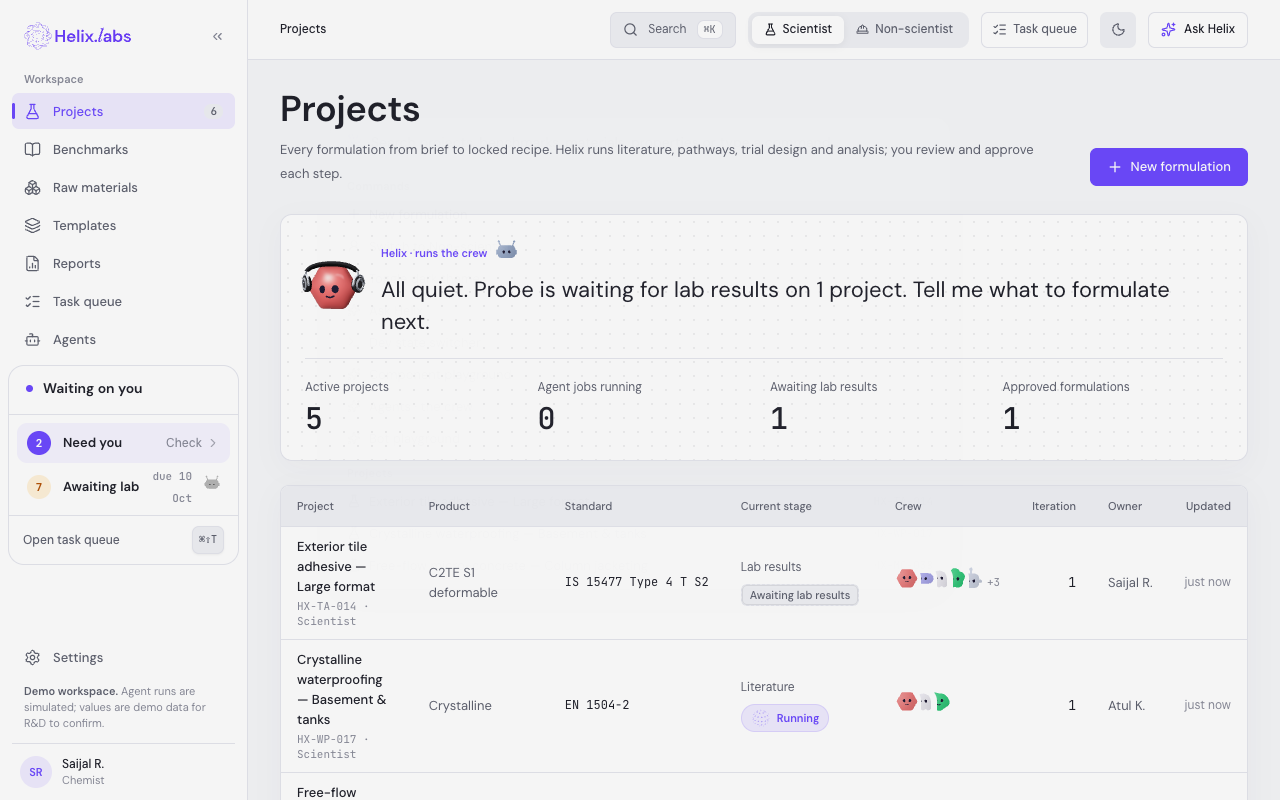 Helix.labs
Workspace
Projects
6
Benchmarks
Raw materials
Templates
Reports
Task queue
Agents
Waiting on you
2
Need you
Check
7
Awaiting lab
due 10
Oct
Open task queue
⌘⇧T
Settings
Demo workspace. Agent runs are
simulated; values are demo data for
R&D to confirm.
SR
Saijal R.
Chemist
Projects
Search
⌘K
Scientist
Non-scientist
Task queue
Ask Helix
Projects
Every formulation from brief to locked recipe. Helix runs literature, pathways, trial design and analysis; you review and approve
each step.
New formulation
Helix · runs the crew
All quiet. Probe is waiting for lab results on 1 project. Tell me what to formulate
next.
Active projects
5
Agent jobs running
0
Awaiting lab results
1
Approved formulations
1
Project
Product
Standard
Current stage
Crew
Iteration
Owner
Updated
Exterior tile
adhesive —
Large format
HX-TA-014 ·
Scientist
C2TE S1
deformable
IS 15477 Type 4 T S2
Lab results
Awaiting lab results
+3
1
Saijal R.
just now
Crystalline
waterproofing
— Basement &
tanks
HX-WP-017 ·
Scientist
Crystalline
EN 1504-2
Literature
Running
1
Atul K.
just now
Free-flow